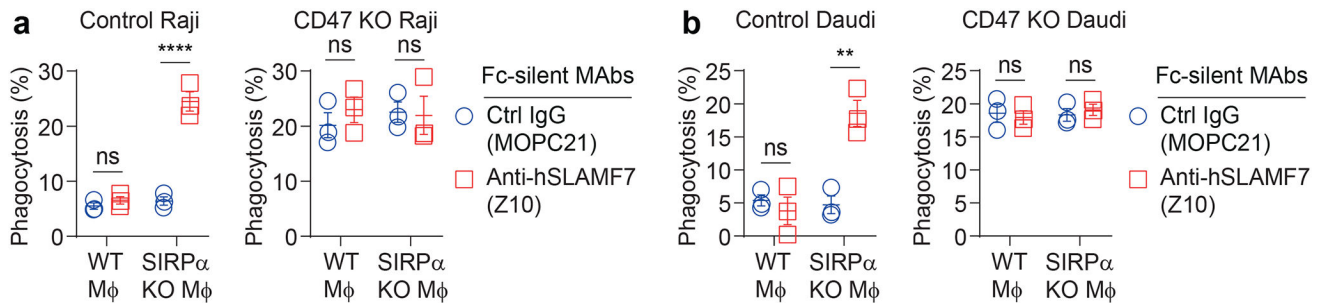 a
Control Raji
CD47 KO Raji
Phagocytosis (%)
30
20
10
0
ns
****
WT
Mϕ
SIRPα
KO Mϕ
Phagocytosis (%)
30
20
10
0
ns
ns
WT
Mϕ
SIRPα
KO Mϕ
Fc-silent MAbs
Ctrl IgG
(MOPC21)
Anti-hSLAMF7
(Z10)
b
Control Daudi
CD47 KO Daudi
Phagocytosis (%)
25
20
15
10
5
0
ns
**
WT
Mϕ
SIRPα
KO Mϕ
Phagocytosis (%)
25
20
15
10
5
0
ns
ns
WT
Mϕ
SIRPα
KO Mϕ
Fc-silent MAbs
Ctrl IgG
(MOPC21)
Anti-hSLAMF7
(Z10)